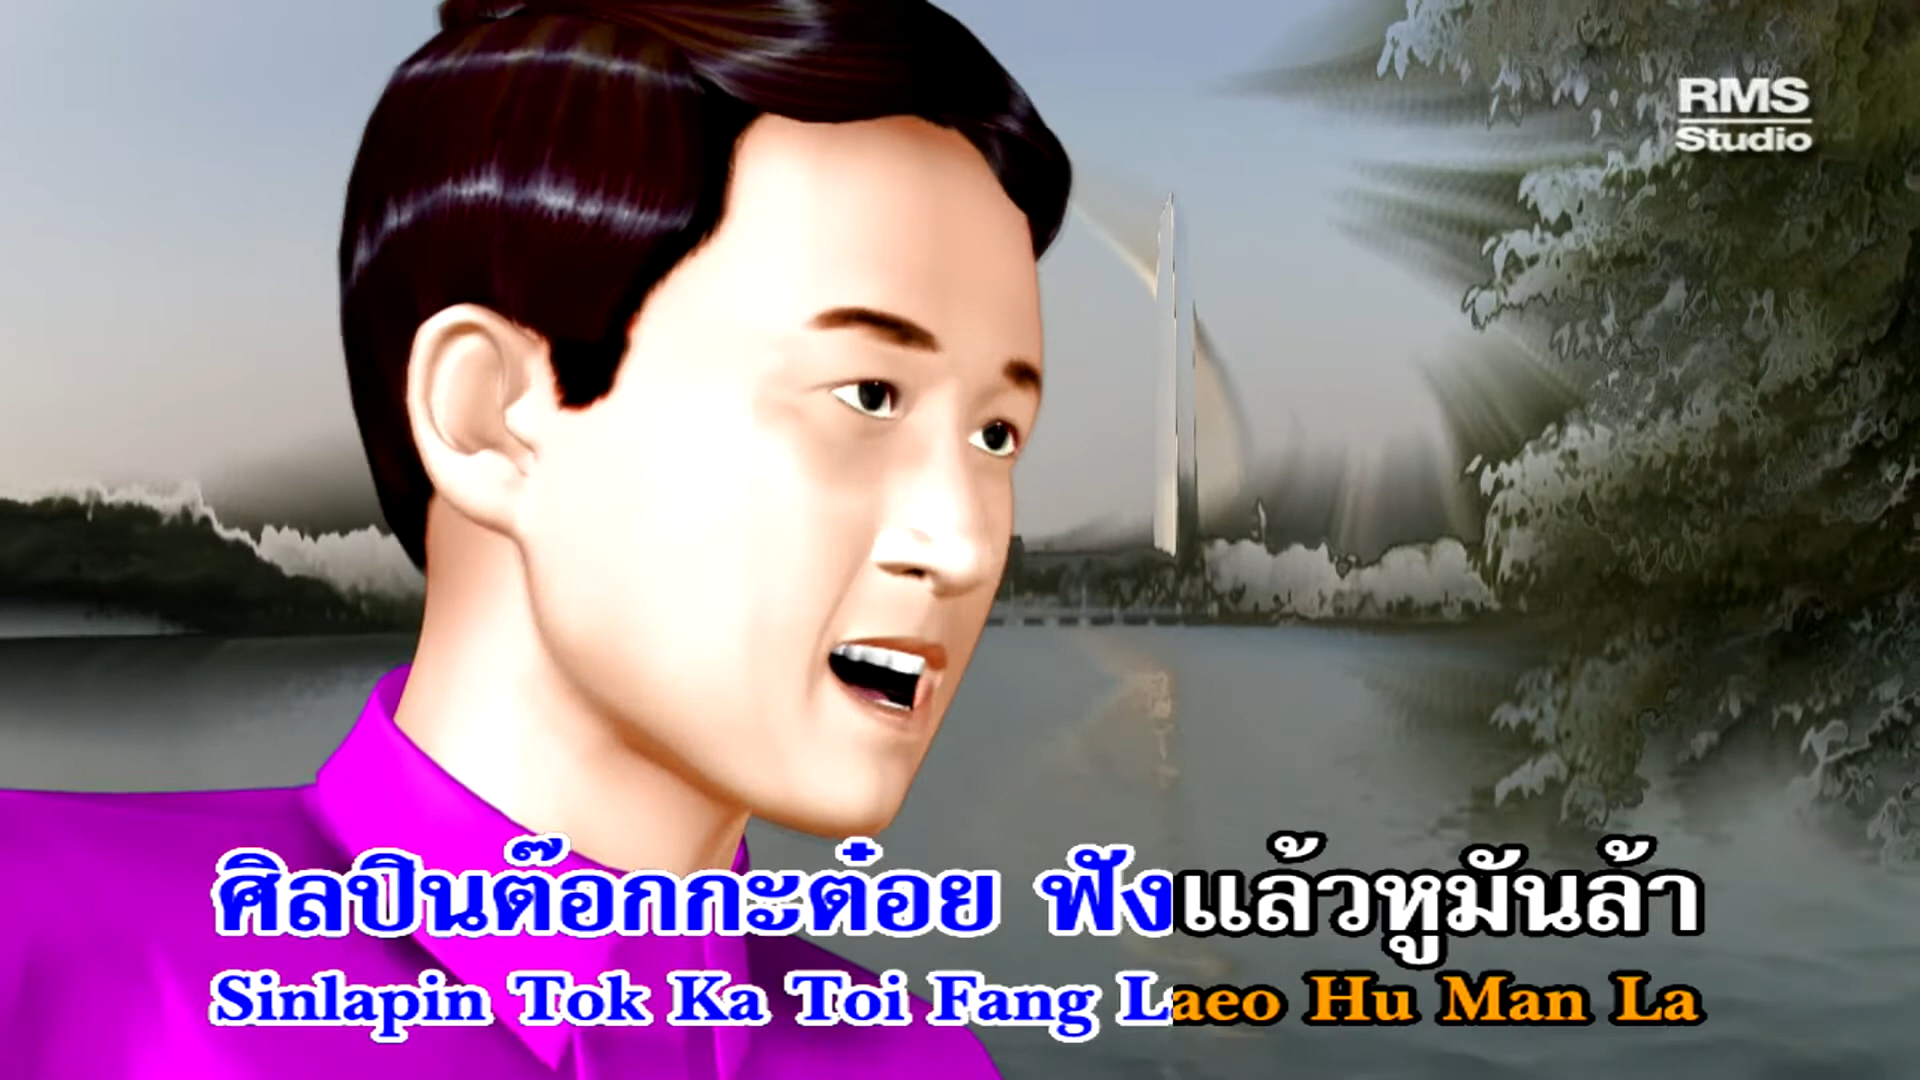 RMS
Studio
ศิลปินต๊อกกะต๋อย ฟังแล้วหูมันล้า
Sinlapin Tok Ka Toi Fang Laeo Hu Man La